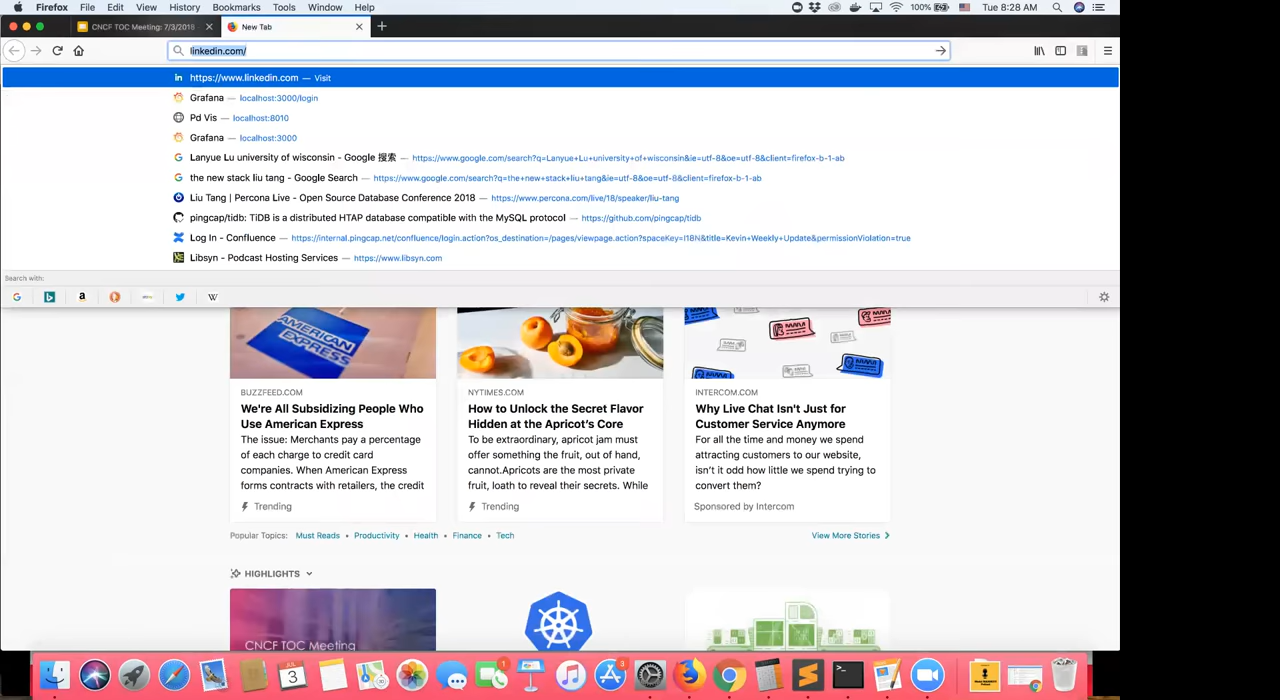 Firefox File Edit View History Bookmarks Tools Window Help 100% Tue 8:28 AM
CNCF TOC Meeting: 7/3/2018 New Tab
linkedin.com/
https://www.linkedin.com — Visit
Grafana — localhost:3000/login
Pd Vis — localhost:8010
Grafana — localhost:3000
Lanyue Lu university of wisconsin - Google 搜索 — https://www.google.com/search?q=Lanyue+Lu+university+of+wisconsin&ie=utf-8&oe=utf-8&client=firefox-b-1-ab
the new stack liu tang - Google Search — https://www.google.com/search?q=the+new+stack+liu+tang&ie=utf-8&oe=utf-8&client=firefox-b-1-ab
Liu Tang | Percona Live - Open Source Database Conference 2018 — https://www.percona.com/live/18/speaker/liu-tang
pingcap/tidb: TiDB is a distributed HTAP database compatible with the MySQL protocol — https://github.com/pingcap/tidb
Log In - Confluence — https://internal.pingcap.net/confluence/login.action?os_destination=/pages/viewpage.action?spaceKey=I18N&title=Kevin+Weekly+Update&permissionViolation=true
Libsyn - Podcast Hosting Services — https://www.libsyn.com
Search with:
AMERICAN EXPRESS
BUZZFEED.COM
We're All Subsidizing People Who
Use American Express
The issue: Merchants pay a percentage
of each charge to credit card
companies. When American Express
forms contracts with retailers, the credit
Trending
NYTIMES.COM
How to Unlock the Secret Flavor
Hidden at the Apricot's Core
To be extraordinary, apricot jam must
offer something the fruit, out of hand,
cannot.Apricots are the most private
fruit, loath to reveal their secrets. While
Trending
INTERCOM.COM
Why Live Chat Isn't Just for
Customer Service Anymore
For all the time and money we spend
attracting customers to our website,
isn't it odd how little we spend trying to
convert them?
Sponsored by Intercom
Popular Topics: Must Reads • Productivity • Health • Finance • Tech View More Stories
HIGHLIGHTS
CNCF TOC Meeting
JUL
3
1
3